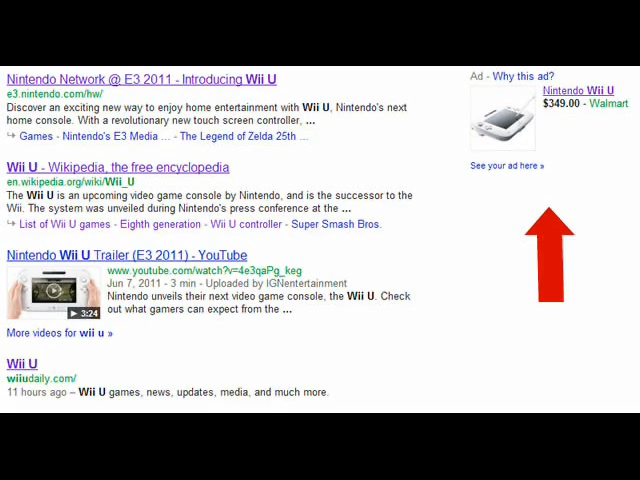 Nintendo Network @ E3 2011 - Introducing Wii U
e3.nintendo.com/hw/
Discover an exciting new way to enjoy home entertainment with Wii U, Nintendo's next
home console. With a revolutionary new touch screen controller, ...
Games - Nintendo's E3 Media ... - The Legend of Zelda 25th ...
Wii U - Wikipedia, the free encyclopedia
en.wikipedia.org/wiki/Wii_U
The Wii U is an upcoming video game console by Nintendo, and is the successor to the
Wii. The system was unveiled during Nintendo's press conference at the ...
List of Wii U games - Eighth generation - Wii U controller - Super Smash Bros.
Nintendo Wii U Trailer (E3 2011) - YouTube
www.youtube.com/watch?v=4e3qaPg_keg
Jun 7, 2011 - 3 min - Uploaded by IGNentertainment
Nintendo unveils their next video game console, the Wii U. Check
out what gamers can expect from the ...
3:24
More videos for wii u »
Wii U
wiiudaily.com/
11 hours ago – Wii U games, news, updates, media, and much more.
Ad - Why this ad?
Nintendo Wii U
$349.00 - Walmart
See your ad here »